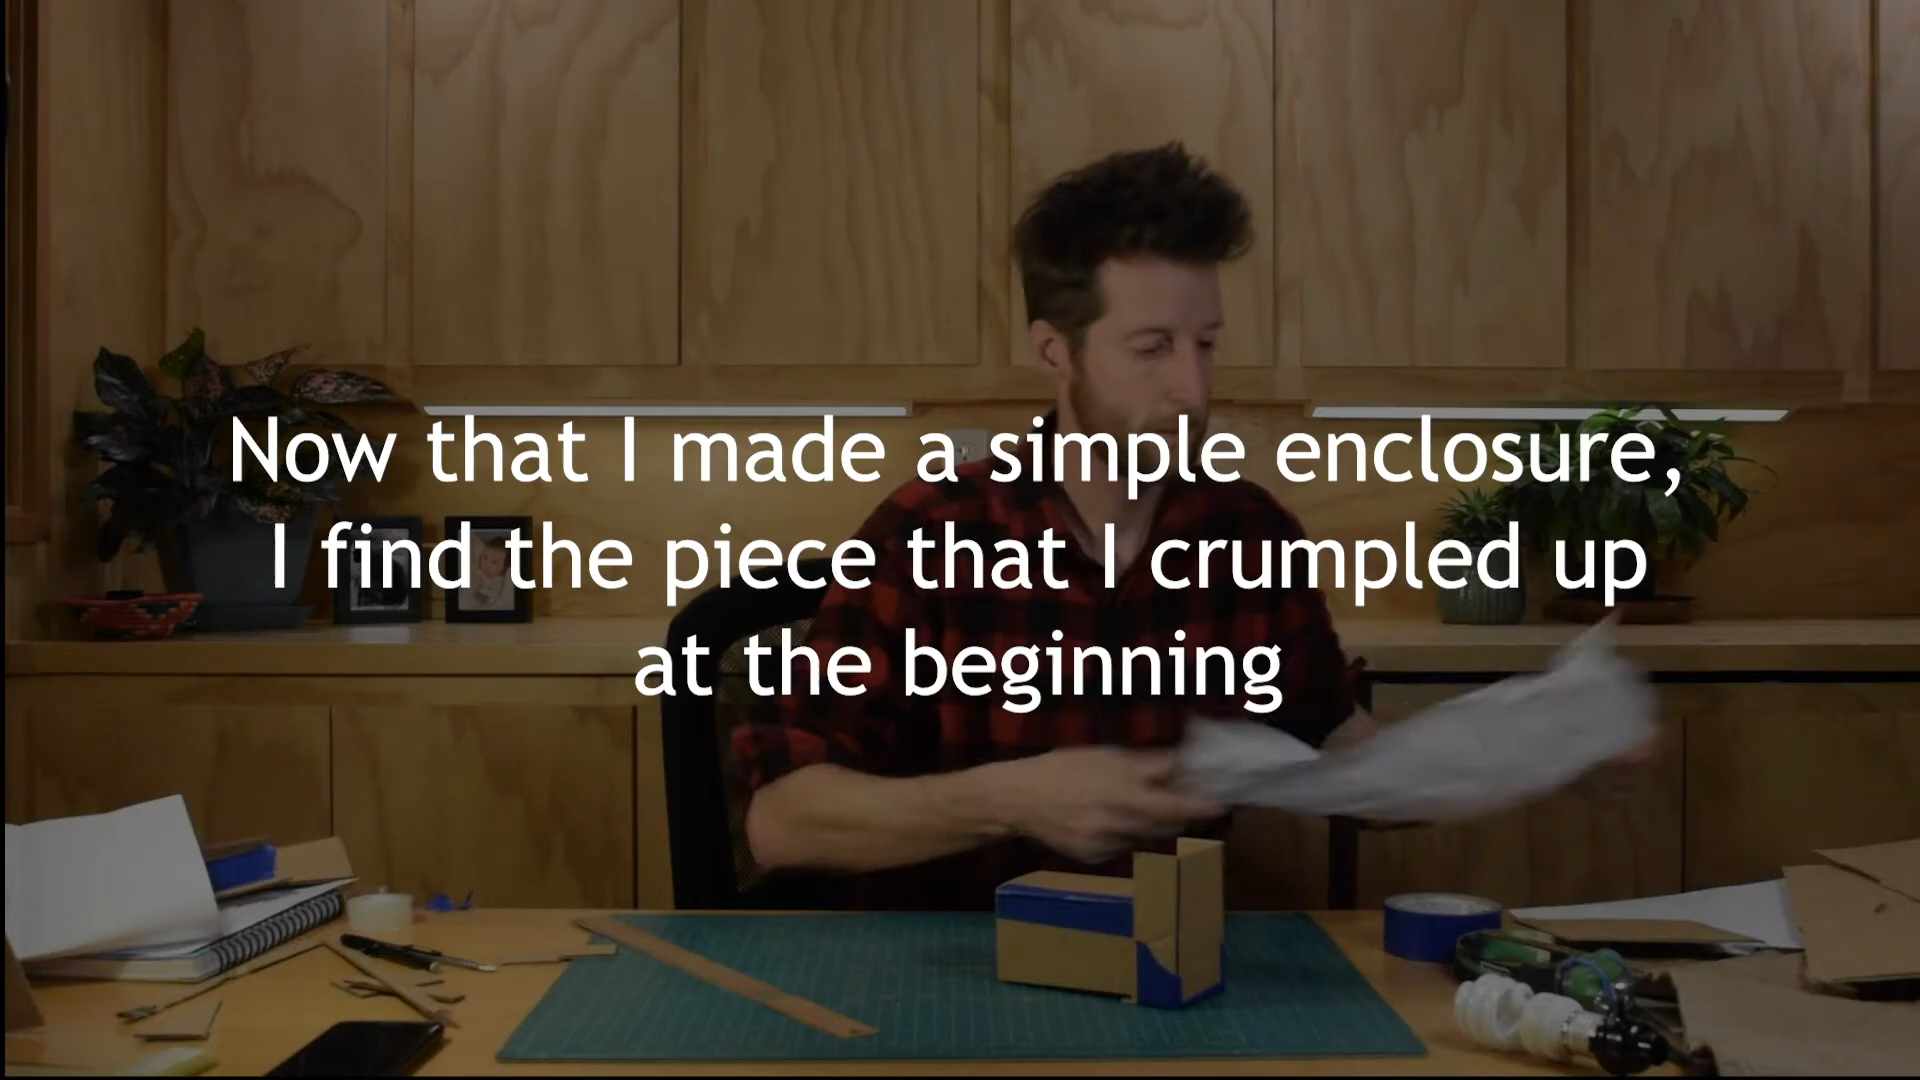 Now that I made a simple enclosure,
I find the piece that I crumpled up
at the beginning